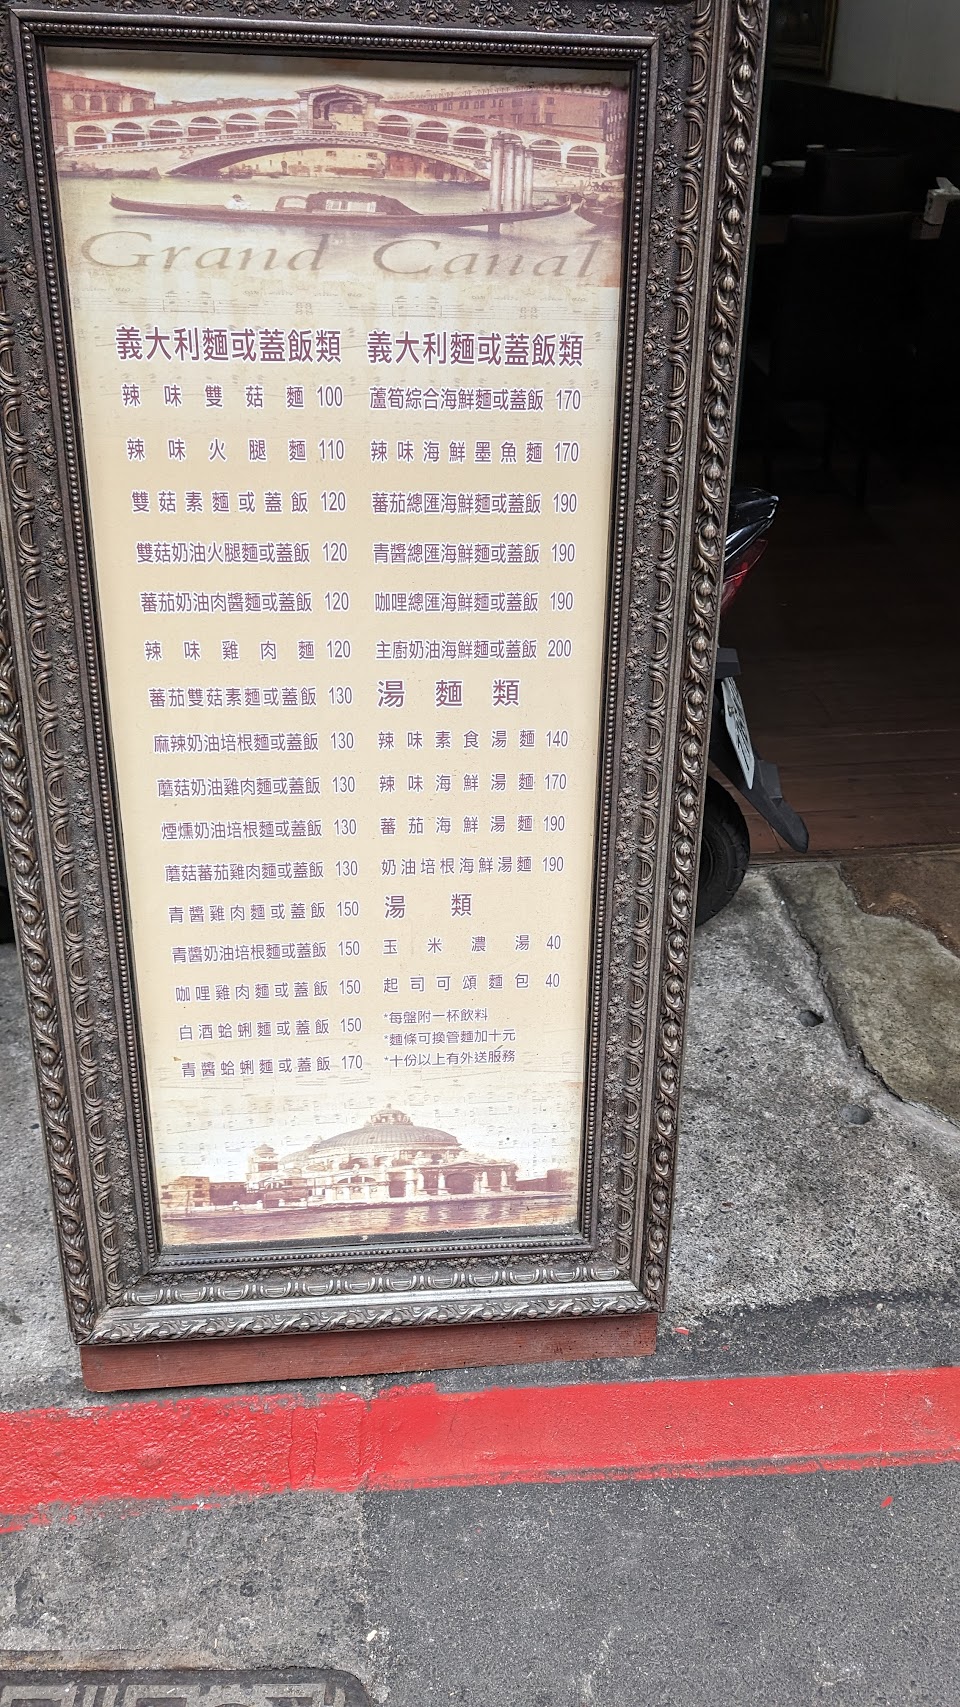 Grand Canal
義大利麵或蓋飯類
辣味雙菇麵 100
辣味火腿麵 110
雙菇素麵或蓋飯 120
雙菇奶油火腿麵或蓋飯 120
蕃茄奶油肉醬麵或蓋飯 120
辣味雞肉麵 120
蕃茄雙菇素麵或蓋飯 130
麻辣奶油培根麵或蓋飯 130
蘑菇奶油雞肉麵或蓋飯 130
煙燻奶油培根麵或蓋飯 130
蘑菇蕃茄雞肉麵或蓋飯 130
青醬雞肉麵或蓋飯 150
青醬奶油培根麵或蓋飯 150
咖哩雞肉麵或蓋飯 150
白酒蛤蜊麵或蓋飯 150
青醬蛤蜊麵或蓋飯 170
義大利麵或蓋飯類
蘆筍綜合海鮮麵或蓋飯 170
辣味海鮮墨魚麵 170
蕃茄總匯海鮮麵或蓋飯 190
青醬總匯海鮮麵或蓋飯 190
咖哩總匯海鮮麵或蓋飯 190
主廚奶油海鮮麵或蓋飯 200
湯麵類
辣味素食湯麵 140
辣味海鮮湯麵 170
蕃茄海鮮湯麵 190
奶油培根海鮮湯麵 190
湯類
玉米濃湯 40
起司可頌麵包 40
*每盤附一杯飲料
*麵條可換管麵加十元
*十份以上有外送服務